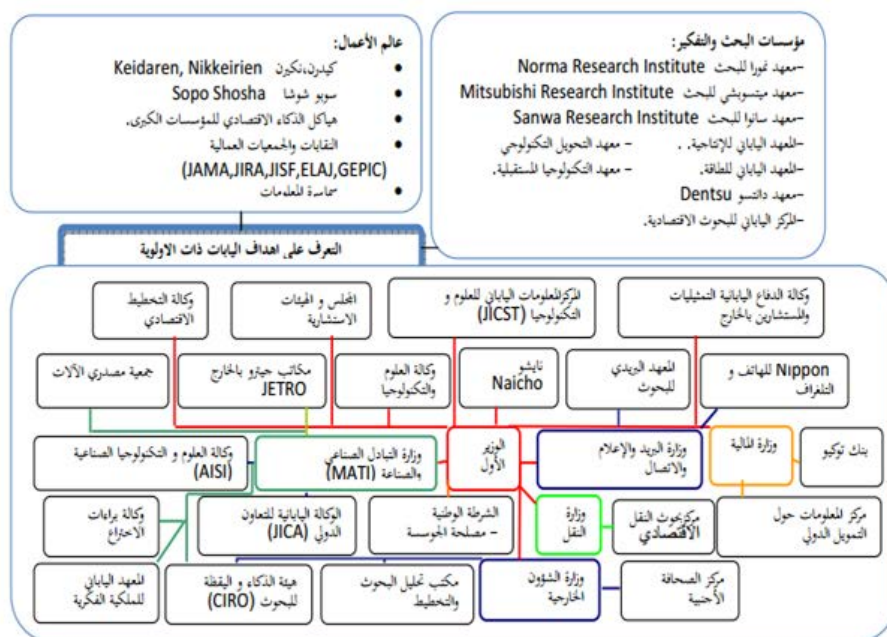 مؤسسات البحث والتفكير:
-معهد نمورا للبحث Norma Research Institute
-معهد ميتسوبشي للبحث Mitsubishi Research Institute
-معهد سانوا للبحث Sanwa Research Institute
-المعهد الياباني للإنتاجية. . - معهد التحويل التكنولوجي
-المعهد الياباني للطاقة. - معهد التكنولوجيا المستقبلية.
-معهد دانتسو Dentsu
-المركز الياباني للبحوث الاقتصادية.
عالم الأعمال:
• كيدرن،نكيرن Keidaren, Nikkeirien
• سوبو شوشا Sopo Shosha
• هياكل الذكاء الاقتصادي للمؤسسات الكبرى.
• النقابات والجمعيات العمالية
(JAMA,JIRA,JISF,ELAJ,GEPIC)
• سماسرة المعلومات
التعرف على اهداف اليابات ذات الاولوية
وكالة الدفاع اليابانية التمثيليات
والمستشارين بالخارج
المركزالمعلومات الياباني للعلوم و
التكنولوجيا (JICST)
المجلس و الهيئات
الاستشارية
وكالة التخطيط
الاقتصادي
Nippon للهاتف و
التلغراف
المعهد البريدي
للبحوث
نايشو
Naicho
وكالة العلوم
والتكنولوجيا
مكاتب جيترو بالخارج
JETRO
جمعية مصدري الآلات
بنك توكيو
وزارة المالية
وزارة البريد والإعلام
والاتصال
الوزير
الأول
وزارة التبادل الصناعي
والصناعة (MATI)
وكالة العلوم و التكنولوجيا الصناعية
(AISI)
مركز المعلومات حول
التمويل الدولي
مركزبحوث النقل
الاقتصادي
وزارة
النقل
الشرطة الوطنية
– مصلحة الجوسسة
الوكالة اليابانية للتعاون
الدولي (JICA)
وكالة براءات
الاختراع
مركز الصحافة
الأجنبية
وزارة الشؤون
الخارجية
مكتب تحليل البحوث
والتخطيط
هيئة الذكاء و اليقظة
للبحوث (CIRO)
المعهد الياباني
للملكية الفكرية